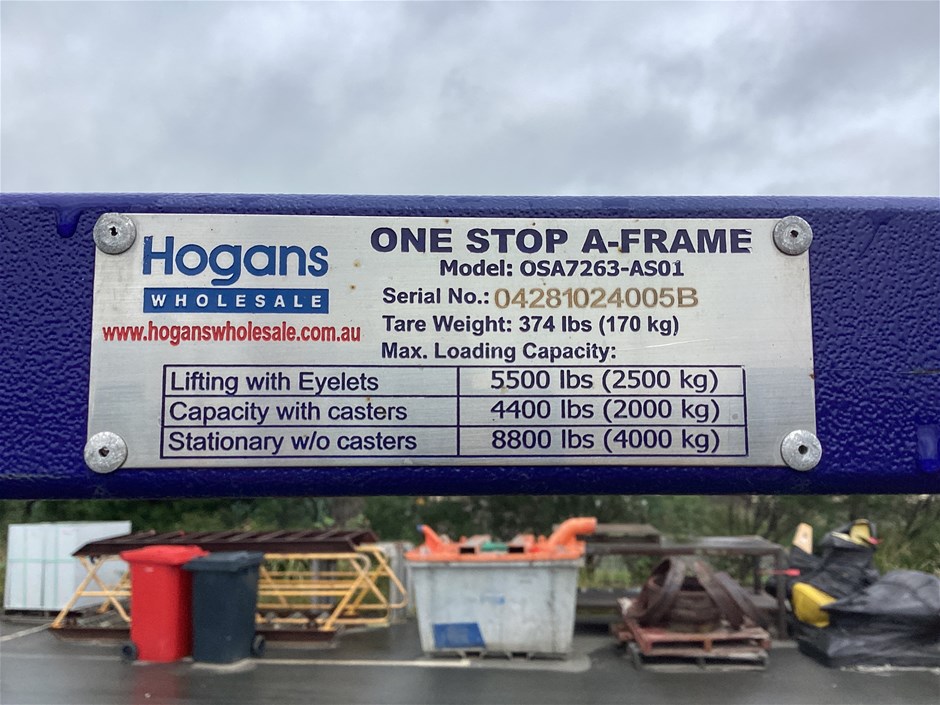 Hogans
WHOLESALE
www.hoganswholesale.com.au
ONE STOP A-FRAME
Model: OSA7263-AS01
Serial No.: 04281024005B
Tare Weight: 374 lbs (170 kg)
Max. Loading Capacity:
Lifting with Eyelets 5500 lbs (2500 kg)
Capacity with casters 4400 lbs (2000 kg)
Stationary w/o casters 8800 lbs (4000 kg)